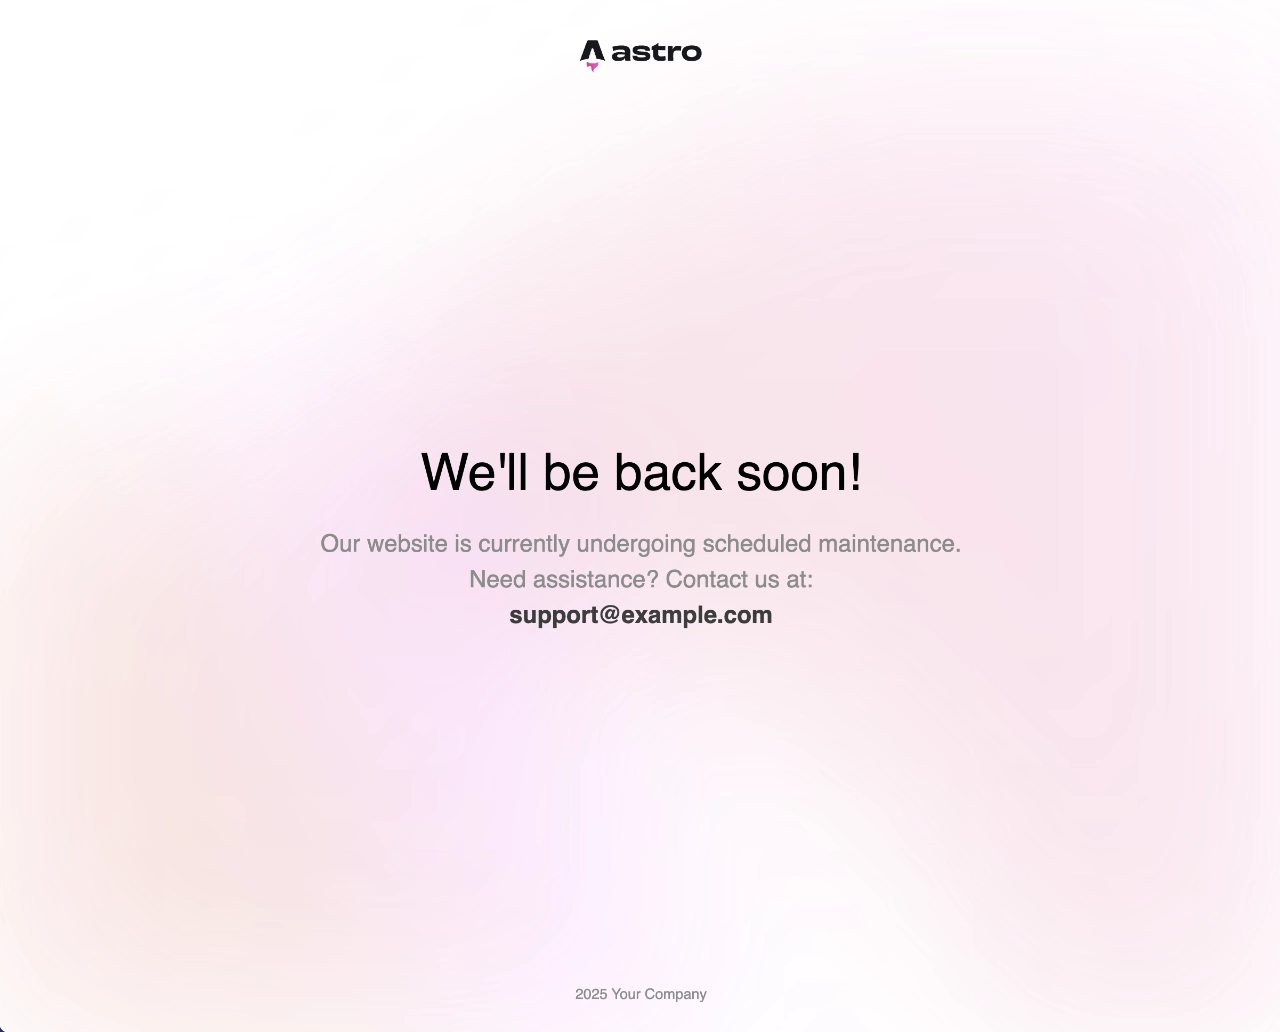 astro
We'll be back soon!
Our website is currently undergoing scheduled maintenance.
Need assistance? Contact us at:
support@example.com
2025 Your Company